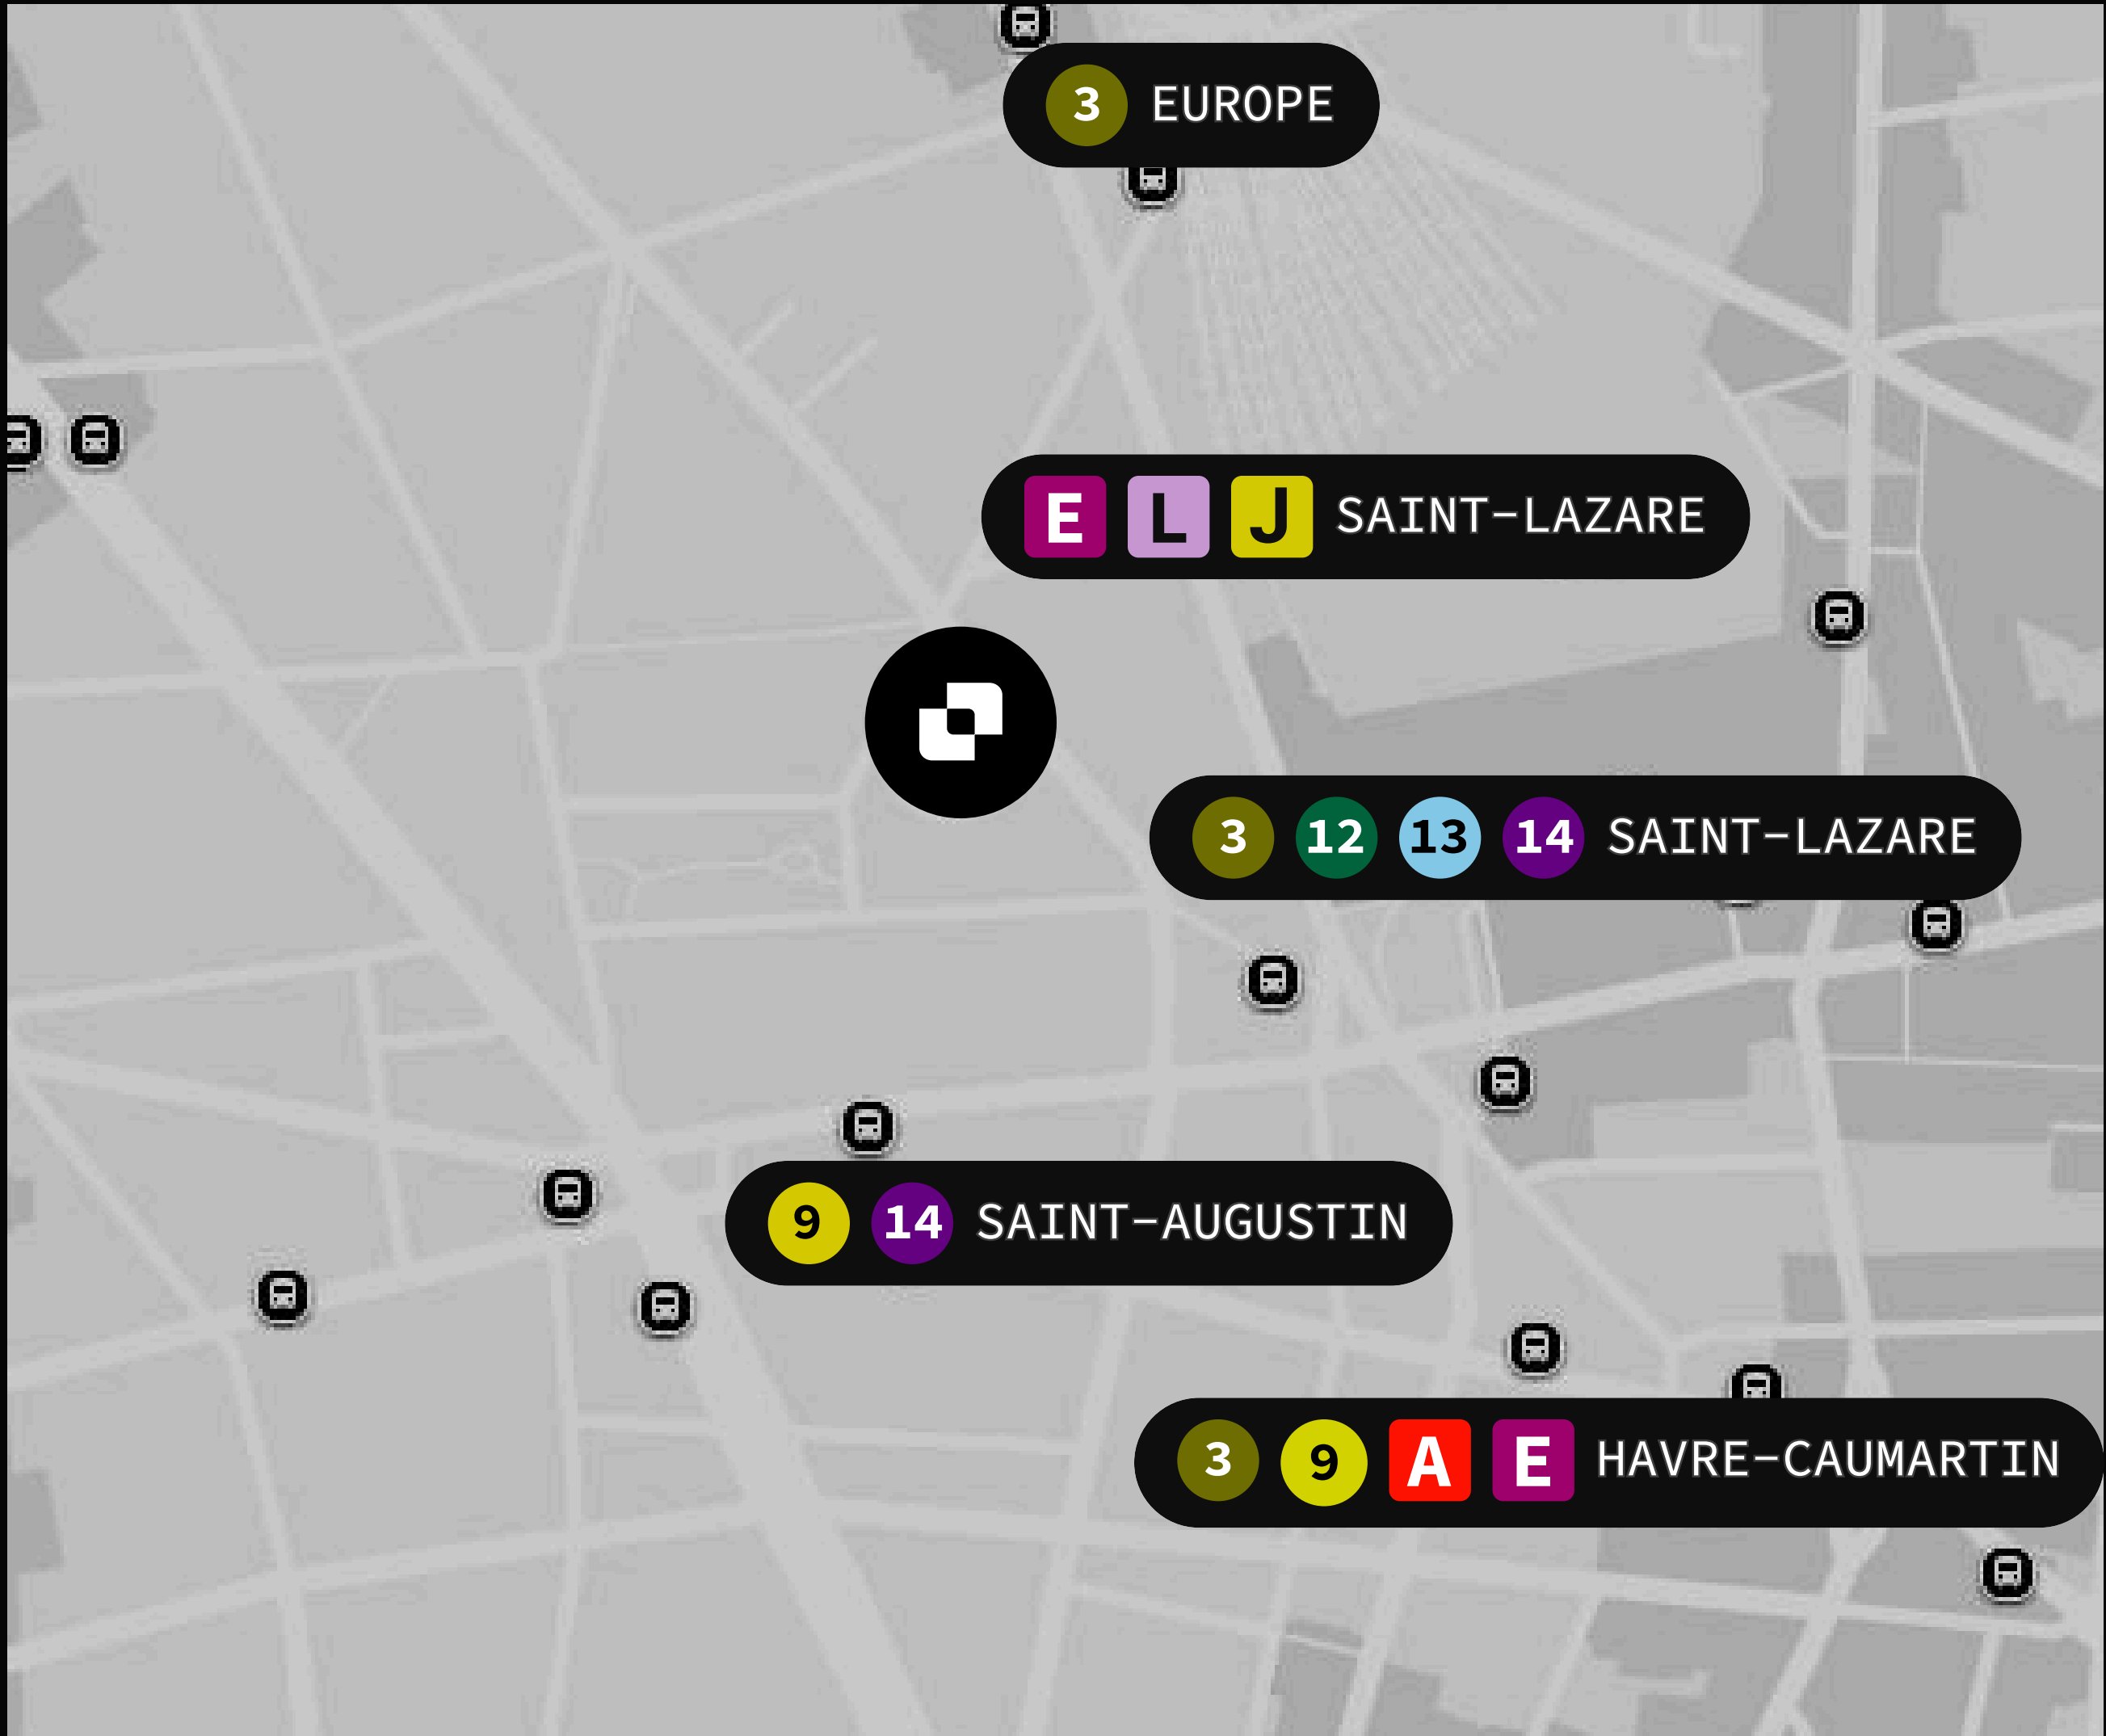 3 EUROPE
E L J SAINT-LAZARE
3 12 13 14 SAINT-LAZARE
9 14 SAINT-AUGUSTIN
3 9 A E HAVRE-CAUMARTIN